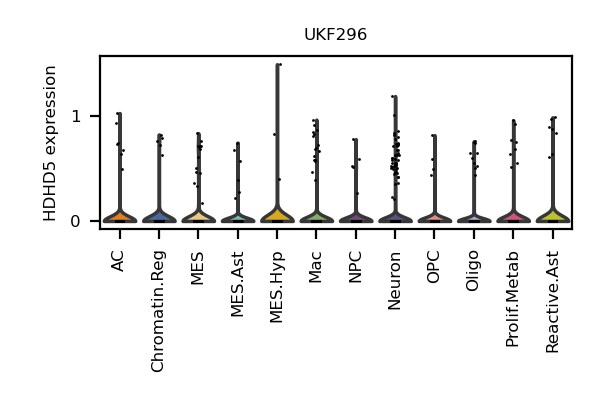 UKF296
HDHD5 expression
1
0
AC
Chromatin.Reg
MES
MES.Ast
MES.Hyp
Mac
NPC
Neuron
OPC
Oligo
Prolif.Metab
Reactive.Ast